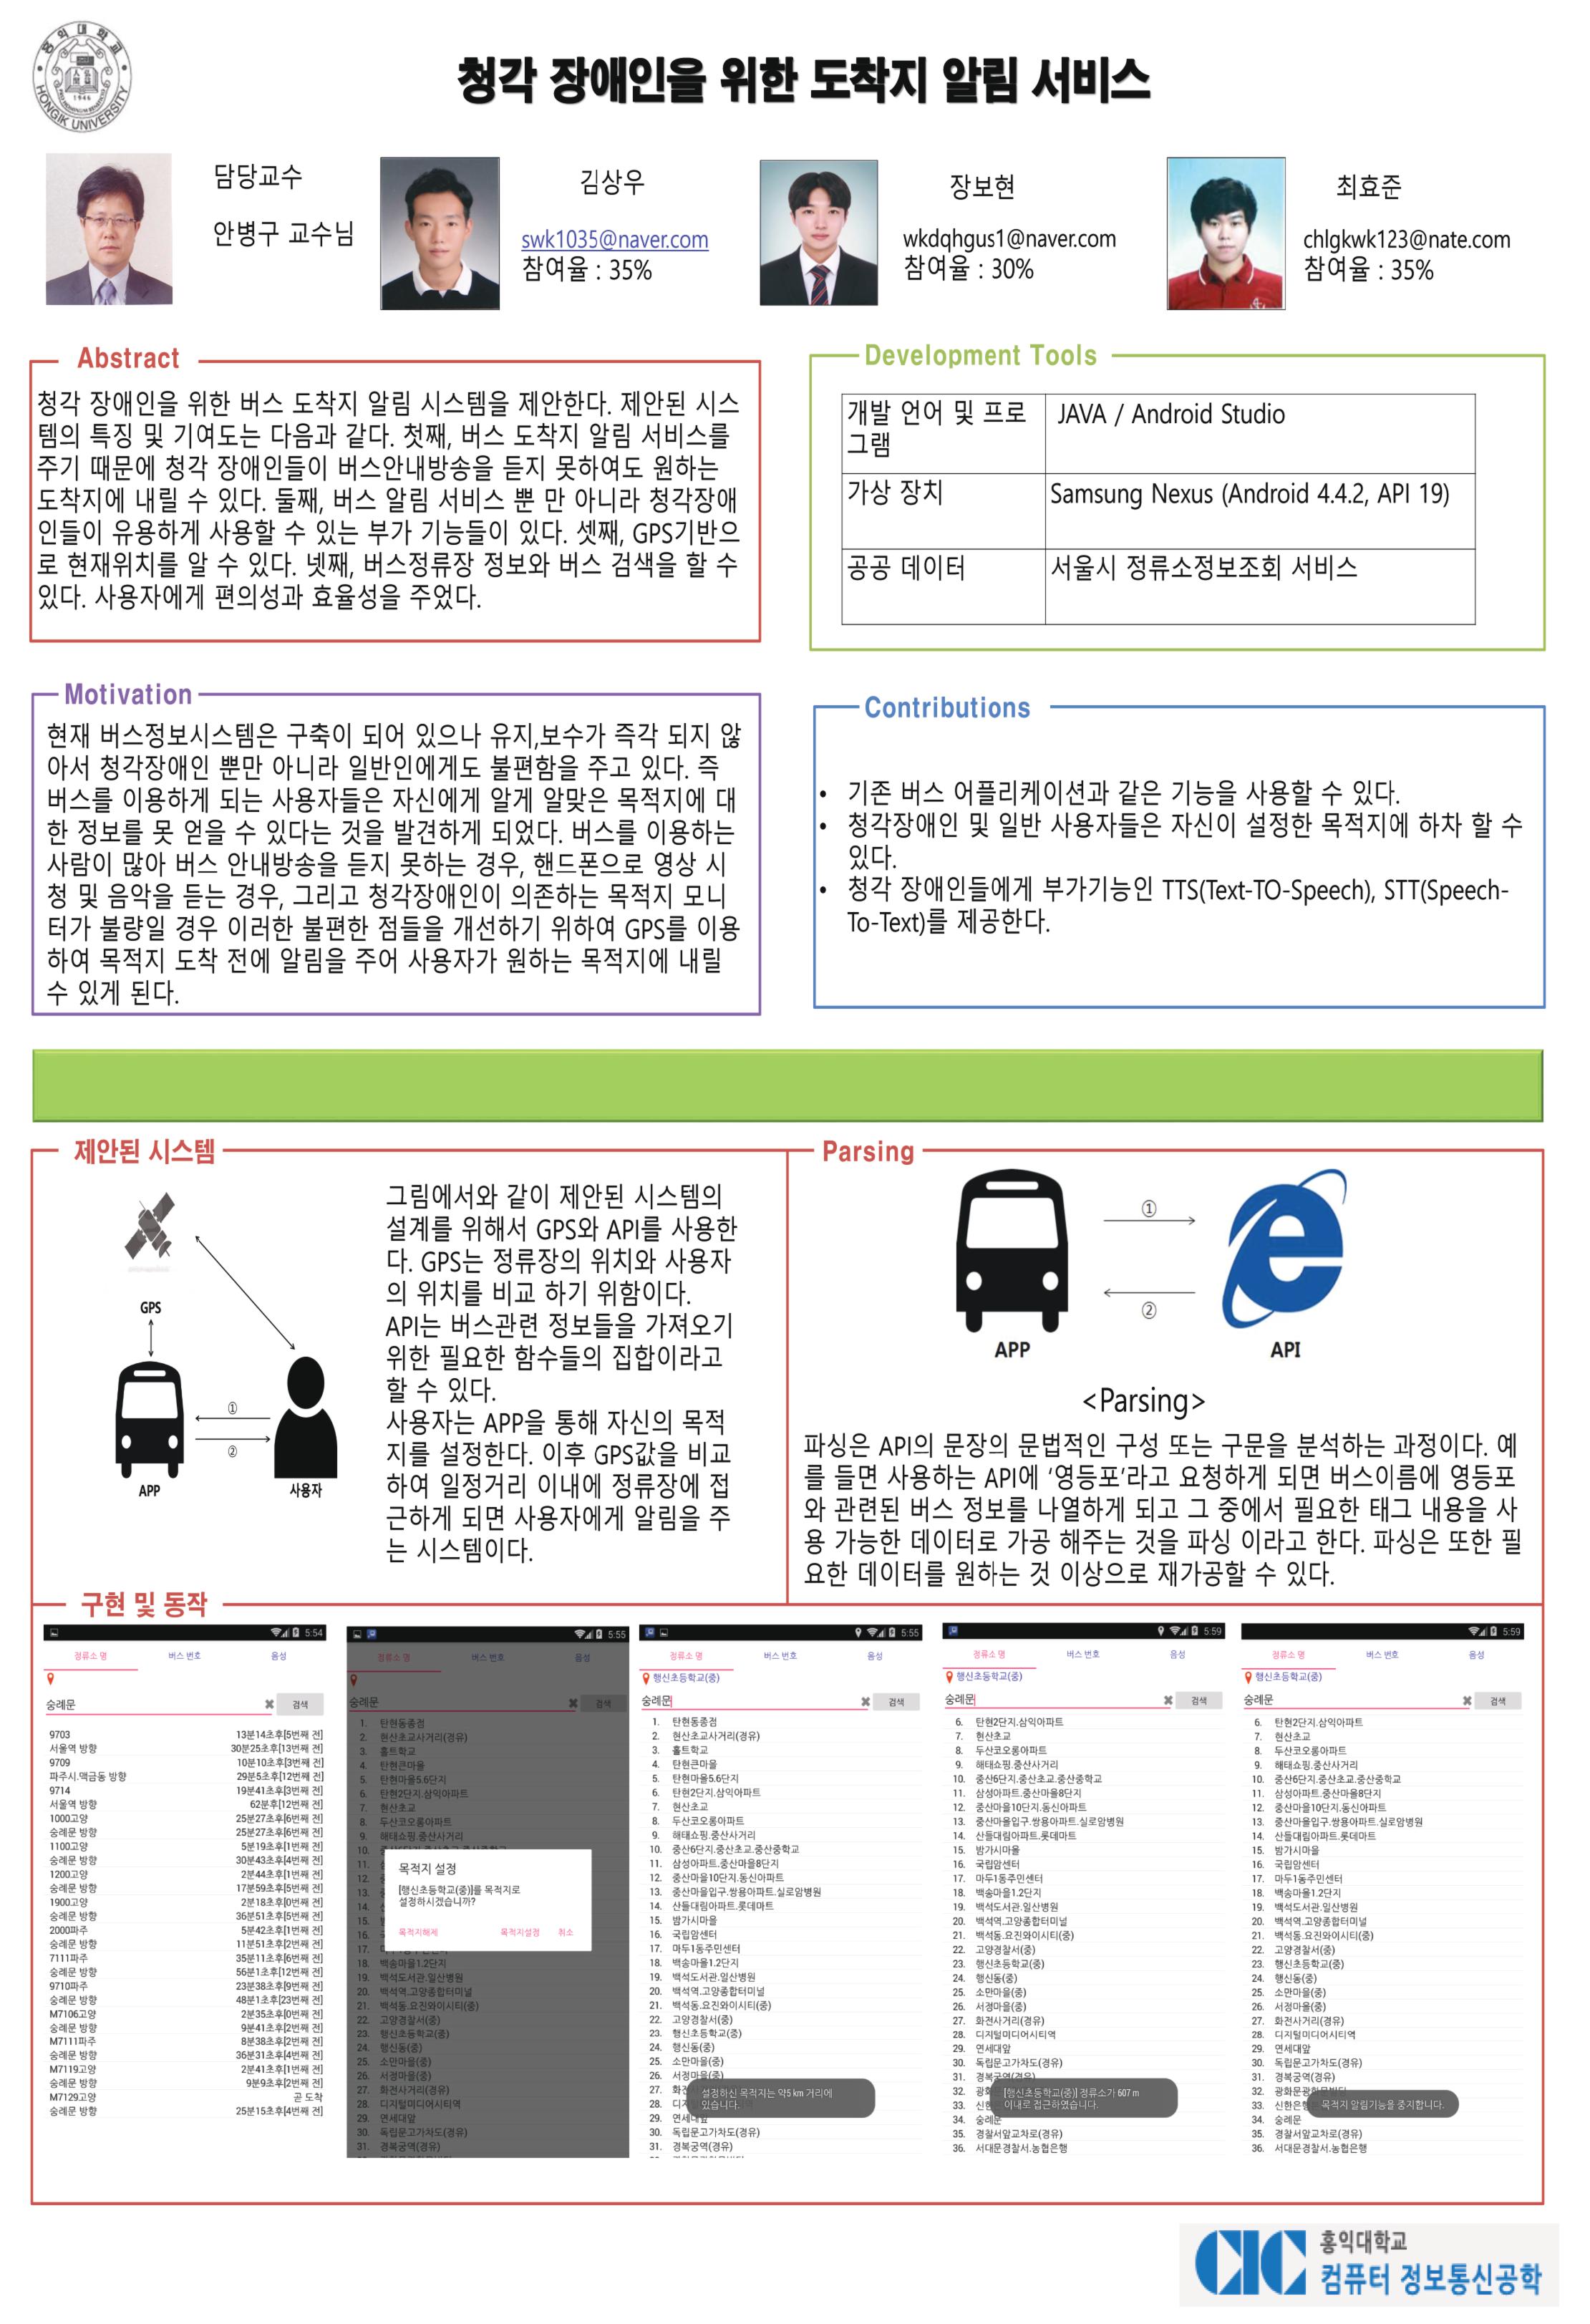 홍익대학교
1946
HONGIK UNIVERSITY
청각 장애인을 위한 도착지 알림 서비스
담당교수
안병구 교수님
김상우
swk1035@naver.com
참여율 : 35%
장보현
wkdqhgus1@naver.com
참여율 : 30%
최효준
chlgkwk123@nate.com
참여율 : 35%
Abstract
청각 장애인을 위한 버스 도착지 알림 시스템을 제안한다. 제안된 시스
템의 특징 및 기여도는 다음과 같다. 첫째, 버스 도착지 알림 서비스를
주기 때문에 청각 장애인들이 버스안내방송을 듣지 못하여도 원하는
도착지에 내릴 수 있다. 둘째, 버스 알림 서비스 뿐 만 아니라 청각장애
인들이 유용하게 사용할 수 있는 부가 기능들이 있다. 셋째, GPS기반으
로 현재위치를 알 수 있다. 넷째, 버스정류장 정보와 버스 검색을 할 수
있다. 사용자에게 편의성과 효율성을 주었다.
Development Tools
개발 언어 및 프로
그램
JAVA / Android Studio
가상 장치
Samsung Nexus (Android 4.4.2, API 19)
공공 데이터
서울시 정류소정보조회 서비스
Motivation
현재 버스정보시스템은 구축이 되어 있으나 유지,보수가 즉각 되지 않
아서 청각장애인 뿐만 아니라 일반인에게도 불편함을 주고 있다. 즉
버스를 이용하게 되는 사용자들은 자신에게 알게 알맞은 목적지에 대
한 정보를 못 얻을 수 있다는 것을 발견하게 되었다. 버스를 이용하는
사람이 많아 버스 안내방송을 듣지 못하는 경우, 핸드폰으로 영상 시
청 및 음악을 듣는 경우, 그리고 청각장애인이 의존하는 목적지 모니
터가 불량일 경우 이러한 불편한 점들을 개선하기 위하여 GPS를 이용
하여 목적지 도착 전에 알림을 주어 사용자가 원하는 목적지에 내릴
수 있게 된다.
Contributions
• 기존 버스 어플리케이션과 같은 기능을 사용할 수 있다.
• 청각장애인 및 일반 사용자들은 자신이 설정한 목적지에 하차 할 수
있다.
• 청각 장애인들에게 부가기능인 TTS(Text-TO-Speech), STT(Speech-
To-Text)를 제공한다.
제안된 시스템
GPS
①
②
APP
사용자
그림에서와 같이 제안된 시스템의
설계를 위해서 GPS와 API를 사용한
다. GPS는 정류장의 위치와 사용자
의 위치를 비교 하기 위함이다.
API는 버스관련 정보들을 가져오기
위한 필요한 함수들의 집합이라고
할 수 있다.
사용자는 APP을 통해 자신의 목적
지를 설정한다. 이후 GPS값을 비교
하여 일정거리 이내에 정류장에 접
근하게 되면 사용자에게 알림을 주
는 시스템이다.
Parsing
①
②
APP
API
<Parsing>
파싱은 API의 문장의 문법적인 구성 또는 구문을 분석하는 과정이다. 예
를 들면 사용하는 API에 '영등포'라고 요청하게 되면 버스이름에 영등포
와 관련된 버스 정보를 나열하게 되고 그 중에서 필요한 태그 내용을 사
용 가능한 데이터로 가공 해주는 것을 파싱 이라고 한다. 파싱은 또한 필
요한 데이터를 원하는 것 이상으로 재가공할 수 있다.
구현 및 동작
5:54
정류소 명 버스 번호 음성
숭례문 검색
9703 13분14초후[5번째 전]
서울역 방향 30분25초후[13번째 전]
9709 10분10초후[3번째 전]
파주시.맥금동 방향 29분5초후[12번째 전]
9714 19분41초후[3번째 전]
서울역 방향 62분후[12번째 전]
1000고양 25분27초후[6번째 전]
숭례문 방향 25분27초후[6번째 전]
1100고양 5분19초후[1번째 전]
숭례문 방향 30분43초후[4번째 전]
1200고양 2분44초후[1번째 전]
숭례문 방향 17분59초후[5번째 전]
1900고양 2분18초후[0번째 전]
숭례문 방향 36분51초후[5번째 전]
2000파주 5분42초후[1번째 전]
숭례문 방향 11분51초후[2번째 전]
7111파주 35분11초후[6번째 전]
숭례문 방향 56분1초후[12번째 전]
9710파주 23분38초후[9번째 전]
숭례문 방향 48분1초후[23번째 전]
M7106고양 2분35초후[0번째 전]
숭례문 방향 9분41초후[2번째 전]
M7111파주 8분38초후[2번째 전]
숭례문 방향 36분31초후[4번째 전]
M7119고양 2분41초후[1번째 전]
숭례문 방향 9분9초후[2번째 전]
M7129고양 곧 도착
숭례문 방향 25분15초후[4번째 전]
5:55
정류소 명 버스 번호 음성
숭례문 검색
1. 탄현동종점
2. 현산초교사거리(경유)
3. 홀트학교
4. 탄현큰마을
5. 탄현마을5.6단지
6. 탄현2단지.삼익아파트
7. 현산초교
8. 두산코오롱아파트
9. 해태쇼핑.중산사거리
10.
11.
12.
13.
14.
15.
16.
17.
목적지 설정
[행신초등학교(중)]를 목적지로
설정하시겠습니까?
목적지해제 목적지설정 취소
18. 백송마을1.2단지
19. 백석도서관.일산병원
20. 백석역.고양종합터미널
21. 백석동.요진와이시티(중)
22. 고양경찰서(중)
23. 행신초등학교(중)
24. 행신동(중)
25. 소만마을(중)
26. 서정마을(중)
27. 화전사거리(경유)
28. 디지털미디어시티역
29. 연세대앞
30. 독립문고가차도(경유)
31. 경복궁역(경유)
5:55
정류소 명 버스 번호 음성
행신초등학교(중)
숭례문 검색
1. 탄현동종점
2. 현산초교사거리(경유)
3. 홀트학교
4. 탄현큰마을
5. 탄현마을5.6단지
6. 탄현2단지.삼익아파트
7. 현산초교
8. 두산코오롱아파트
9. 해태쇼핑.중산사거리
10. 중산6단지.중산초교.중산중학교
11. 삼성아파트.중산마을8단지
12. 중산마을10단지.동신아파트
13. 중산마을입구.쌍용아파트.실로암병원
14. 산들대림아파트.롯데마트
15. 밤가시마을
16. 국립암센터
17. 마두1동주민센터
18. 백송마을1.2단지
19. 백석도서관.일산병원
20. 백석역.고양종합터미널
21. 백석동.요진와이시티(중)
22. 고양경찰서(중)
23. 행신초등학교(중)
24. 행신동(중)
25. 소만마을(중)
26. 서정마을(중)
27. 화전
28. 디지
29. 연세대앞
설정하신 목적지는 약5 km 거리에
있습니다.
30. 독립문고가차도(경유)
31. 경복궁역(경유)
5:59
정류소 명 버스 번호 음성
행신초등학교(중)
숭례문 검색
6. 탄현2단지.삼익아파트
7. 현산초교
8. 두산코오롱아파트
9. 해태쇼핑.중산사거리
10. 중산6단지.중산초교.중산중학교
11. 삼성아파트.중산마을8단지
12. 중산마을10단지.동신아파트
13. 중산마을입구.쌍용아파트.실로암병원
14. 산들대림아파트.롯데마트
15. 밤가시마을
16. 국립암센터
17. 마두1동주민센터
18. 백송마을1.2단지
19. 백석도서관.일산병원
20. 백석역.고양종합터미널
21. 백석동.요진와이시티(중)
22. 고양경찰서(중)
23. 행신초등학교(중)
24. 행신동(중)
25. 소만마을(중)
26. 서정마을(중)
27. 화전사거리(경유)
28. 디지털미디어시티역
29. 연세대앞
30. 독립문고가차도(경유)
31. 경복궁역(경유)
32. 광화
33. 신한
[행신초등학교(중)] 정류소가 607 m
이내로 접근하였습니다.
34. 숭례문
35. 경찰서앞교차로(경유)
36. 서대문경찰서.농협은행
5:59
정류소 명 버스 번호 음성
행신초등학교(중)
숭례문 검색
6. 탄현2단지.삼익아파트
7. 현산초교
8. 두산코오롱아파트
9. 해태쇼핑.중산사거리
10. 중산6단지.중산초교.중산중학교
11. 삼성아파트.중산마을8단지
12. 중산마을10단지.동신아파트
13. 중산마을입구.쌍용아파트.실로암병원
14. 산들대림아파트.롯데마트
15. 밤가시마을
16. 국립암센터
17. 마두1동주민센터
18. 백송마을1.2단지
19. 백석도서관.일산병원
20. 백석역.고양종합터미널
21. 백석동.요진와이시티(중)
22. 고양경찰서(중)
23. 행신초등학교(중)
24. 행신동(중)
25. 소만마을(중)
26. 서정마을(중)
27. 화전사거리(경유)
28. 디지털미디어시티역
29. 연세대앞
30. 독립문고가차도(경유)
31. 경복궁역(경유)
32. 광화문광
33. 신한은행
목적지 알림기능을 중지합니다.
34. 숭례문
35. 경찰서앞교차로(경유)
36. 서대문경찰서.농협은행
CIC
홍익대학교
컴퓨터 정보통신공학